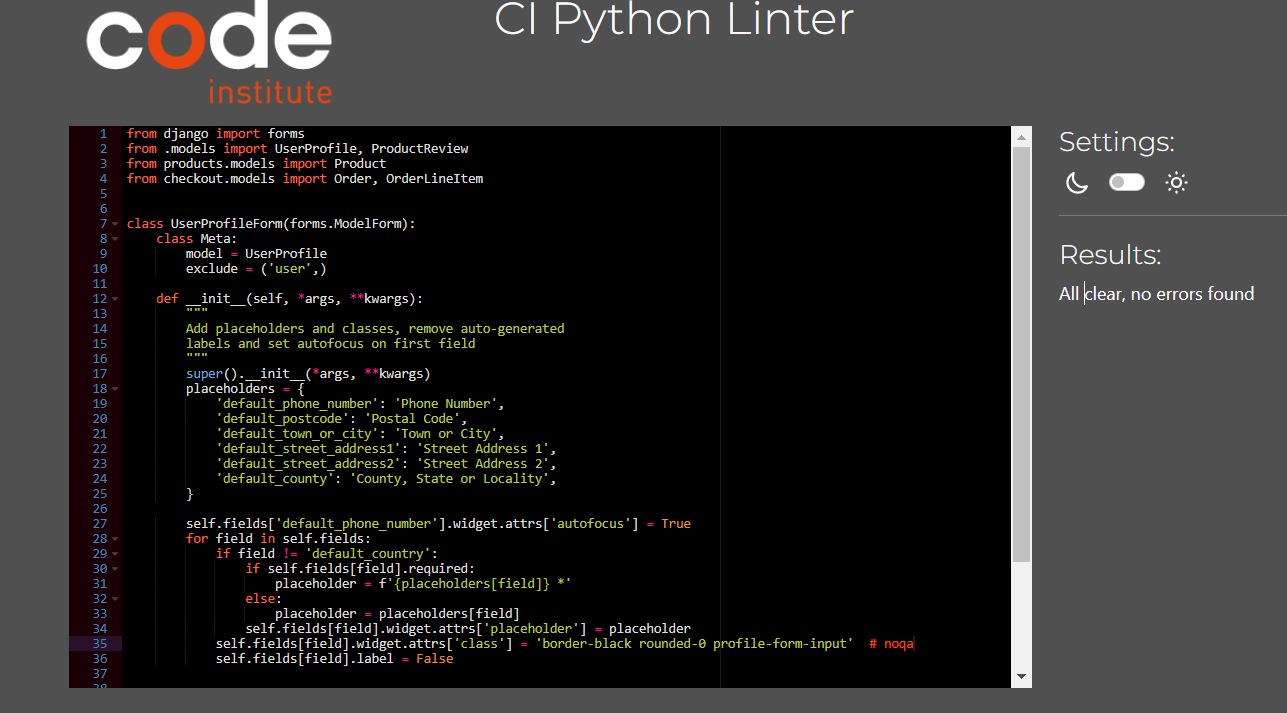 code
institute
CI Python Linter
1 from django import forms
2 from .models import UserProfile, ProductReview
3 from products.models import Product
4 from checkout.models import Order, OrderLineItem
5
6
7 class UserProfileForm(forms.ModelForm):
8     class Meta:
9         model = UserProfile
10         exclude = ('user',)
11
12     def __init__(self, *args, **kwargs):
13         """
14         Add placeholders and classes, remove auto-generated
15         labels and set autofocus on first field
16         """
17         super().__init__(*args, **kwargs)
18         placeholders = {
19             'default_phone_number': 'Phone Number',
20             'default_postcode': 'Postal Code',
21             'default_town_or_city': 'Town or City',
22             'default_street_address1': 'Street Address 1',
23             'default_street_address2': 'Street Address 2',
24             'default_county': 'County, State or Locality',
25         }
26
27         self.fields['default_phone_number'].widget.attrs['autofocus'] = True
28         for field in self.fields:
29             if field != 'default_country':
30                 if self.fields[field].required:
31                     placeholder = f'{placeholders[field]} *'
32                 else:
33                     placeholder = placeholders[field]
34                 self.fields[field].widget.attrs['placeholder'] = placeholder
35             self.fields[field].widget.attrs['class'] = 'border-black rounded-0 profile-form-input'  # noqa
36             self.fields[field].label = False
37
38
Settings:
Results:
All clear, no errors found